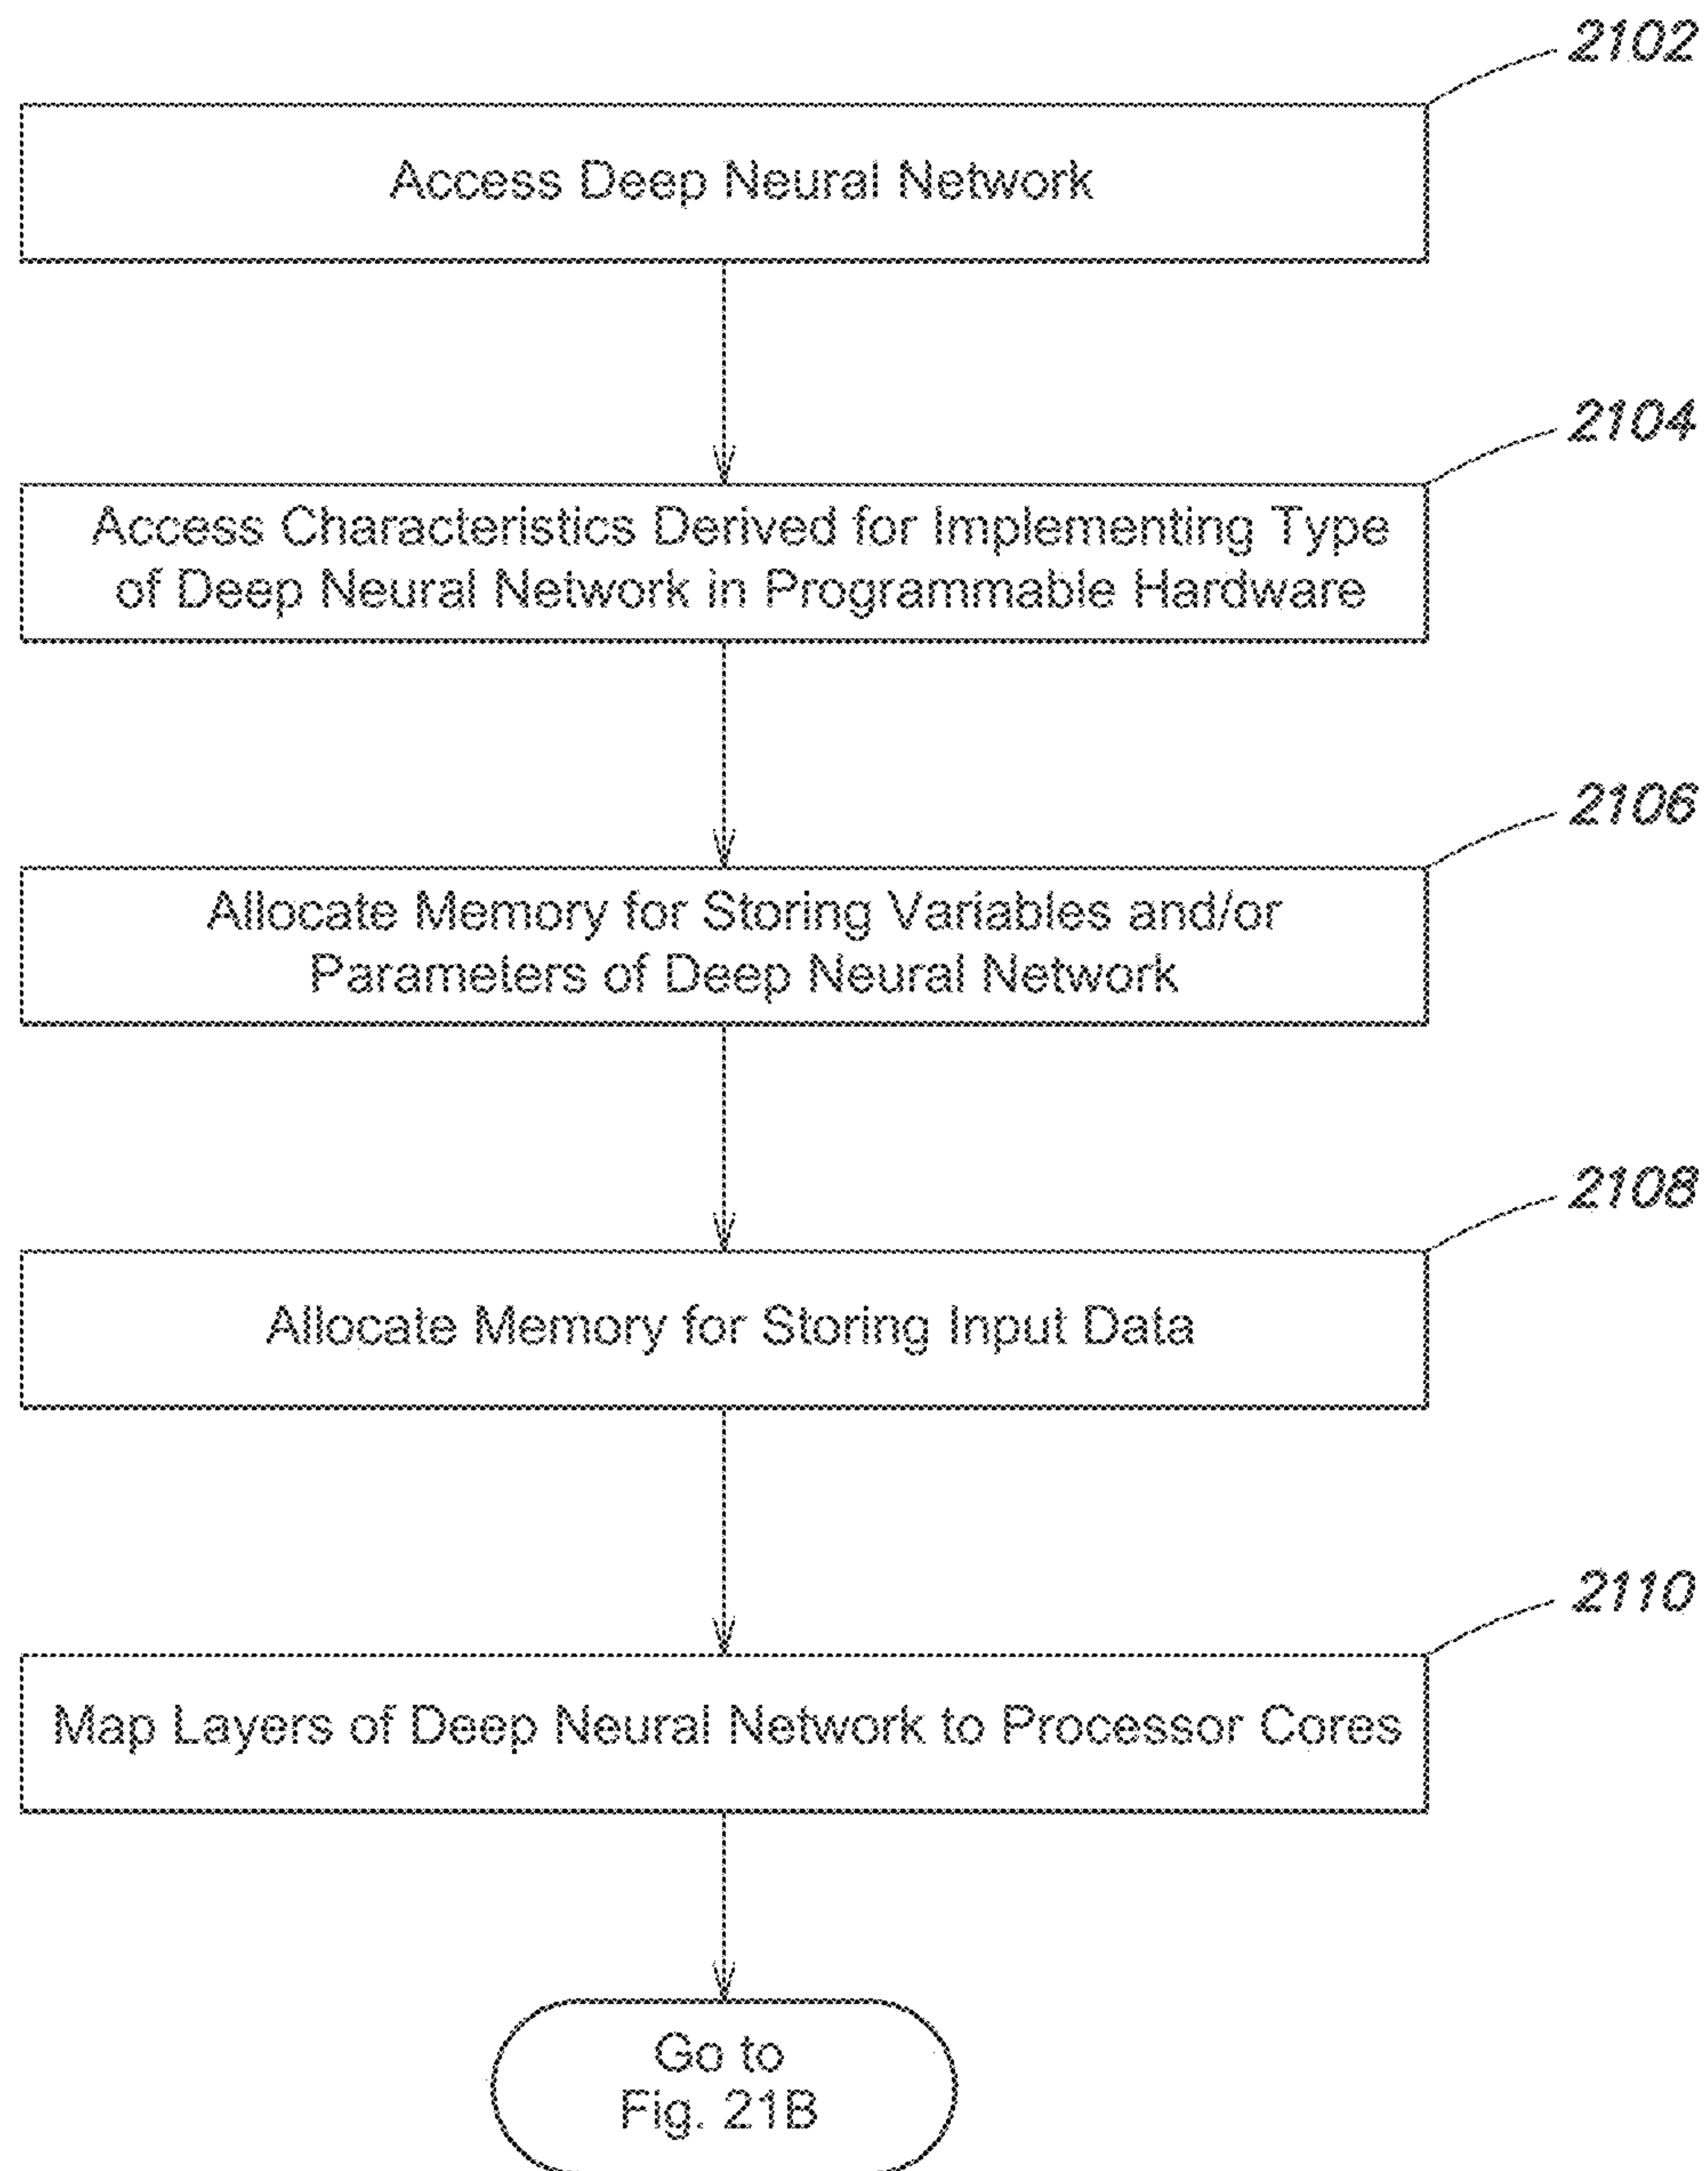 2102
Access Deep Neural Network
2104
Access Characteristics Derived for Implementing Type
of Deep Neural Network in Programmable Hardware
2106
Allocate Memory for Storing Variables and/or
Parameters of Deep Neural Network
2108
Allocate Memory for Storing Input Data
2110
Map Layers of Deep Neural Network to Processor Cores
Go to
Fig. 21B